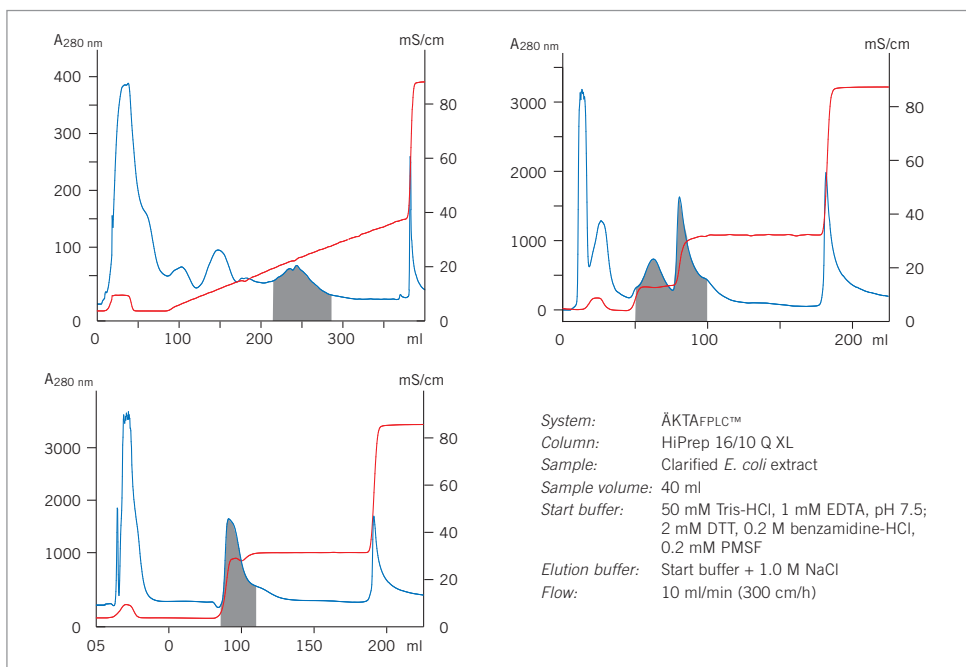 A280 nm mS/cm
400
300
200
100
0
80
60
40
20
0
0 100 200 300 ml
A280 nm mS/cm
3000
2000
1000
0
80
60
40
20
0
0 100 200 ml
A280 nm mS/cm
3000
2000
1000
0
80
60
40
20
0
05 0 100 150 200 ml
System: ÄKTAFPLC™
Column: HiPrep 16/10 Q XL
Sample: Clarified E. coli extract
Sample volume: 40 ml
Start buffer: 50 mM Tris-HCl, 1 mM EDTA, pH 7.5;
2 mM DTT, 0.2 M benzamidine-HCl,
0.2 mM PMSF
Elution buffer: Start buffer + 1.0 M NaCl
Flow: 10 ml/min (300 cm/h)